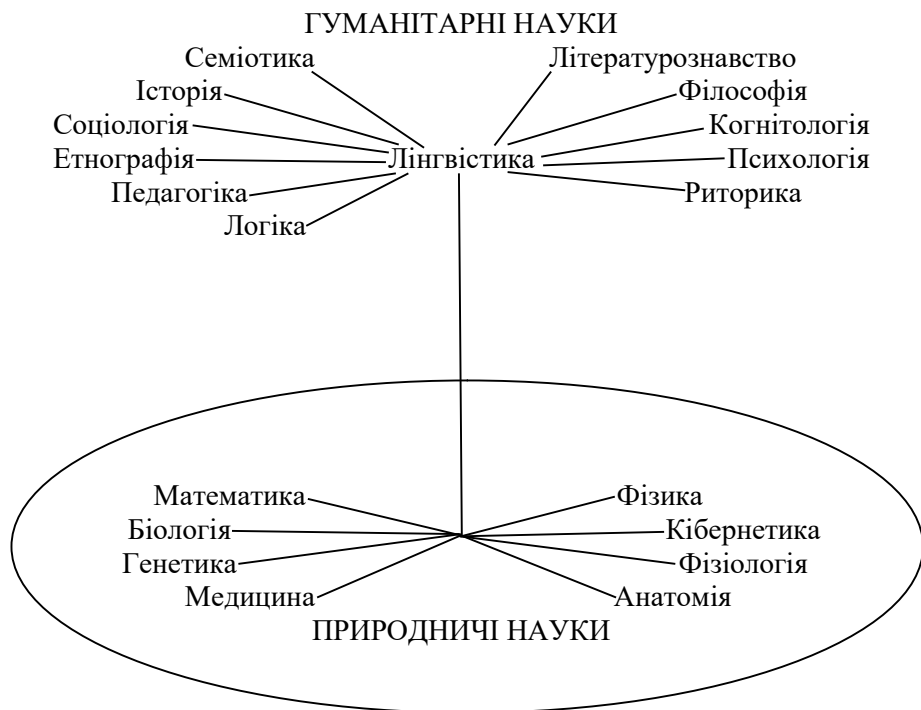 ГУМАНІТАРНІ НАУКИ
Семіотика Літературознавство
Історія Філософія
Соціологія Когнітологія
Етнографія Лінгвістика Психологія
Педагогіка Риторика
Логіка
Математика Фізика
Біологія Кібернетика
Генетика Фізіологія
Медицина Анатомія
ПРИРОДНИЧІ НАУКИ